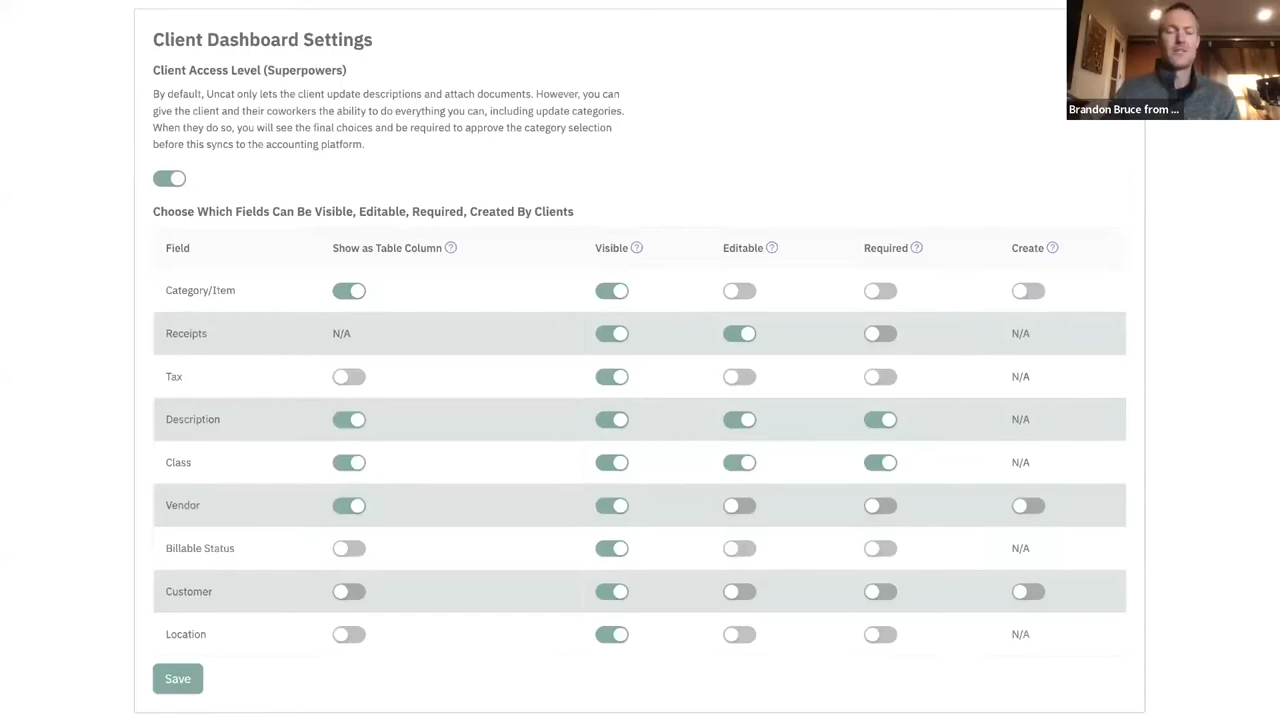 Client Dashboard Settings
Client Access Level (Superpowers)
By default, Uncat only lets the client update descriptions and attach documents. However, you can
give the client and their coworkers the ability to do everything you can, including update categories.
When they do so, you will see the final choices and be required to approve the category selection
before this syncs to the accounting platform.
Brandon Bruce from ...
Choose Which Fields Can Be Visible, Editable, Required, Created By Clients
Field Show as Table Column ? Visible ? Editable ? Required ? Create ?
Category/Item
Receipts N/A N/A
Tax N/A
Description N/A
Class N/A
Vendor
Billable Status N/A
Customer
Location N/A
Save